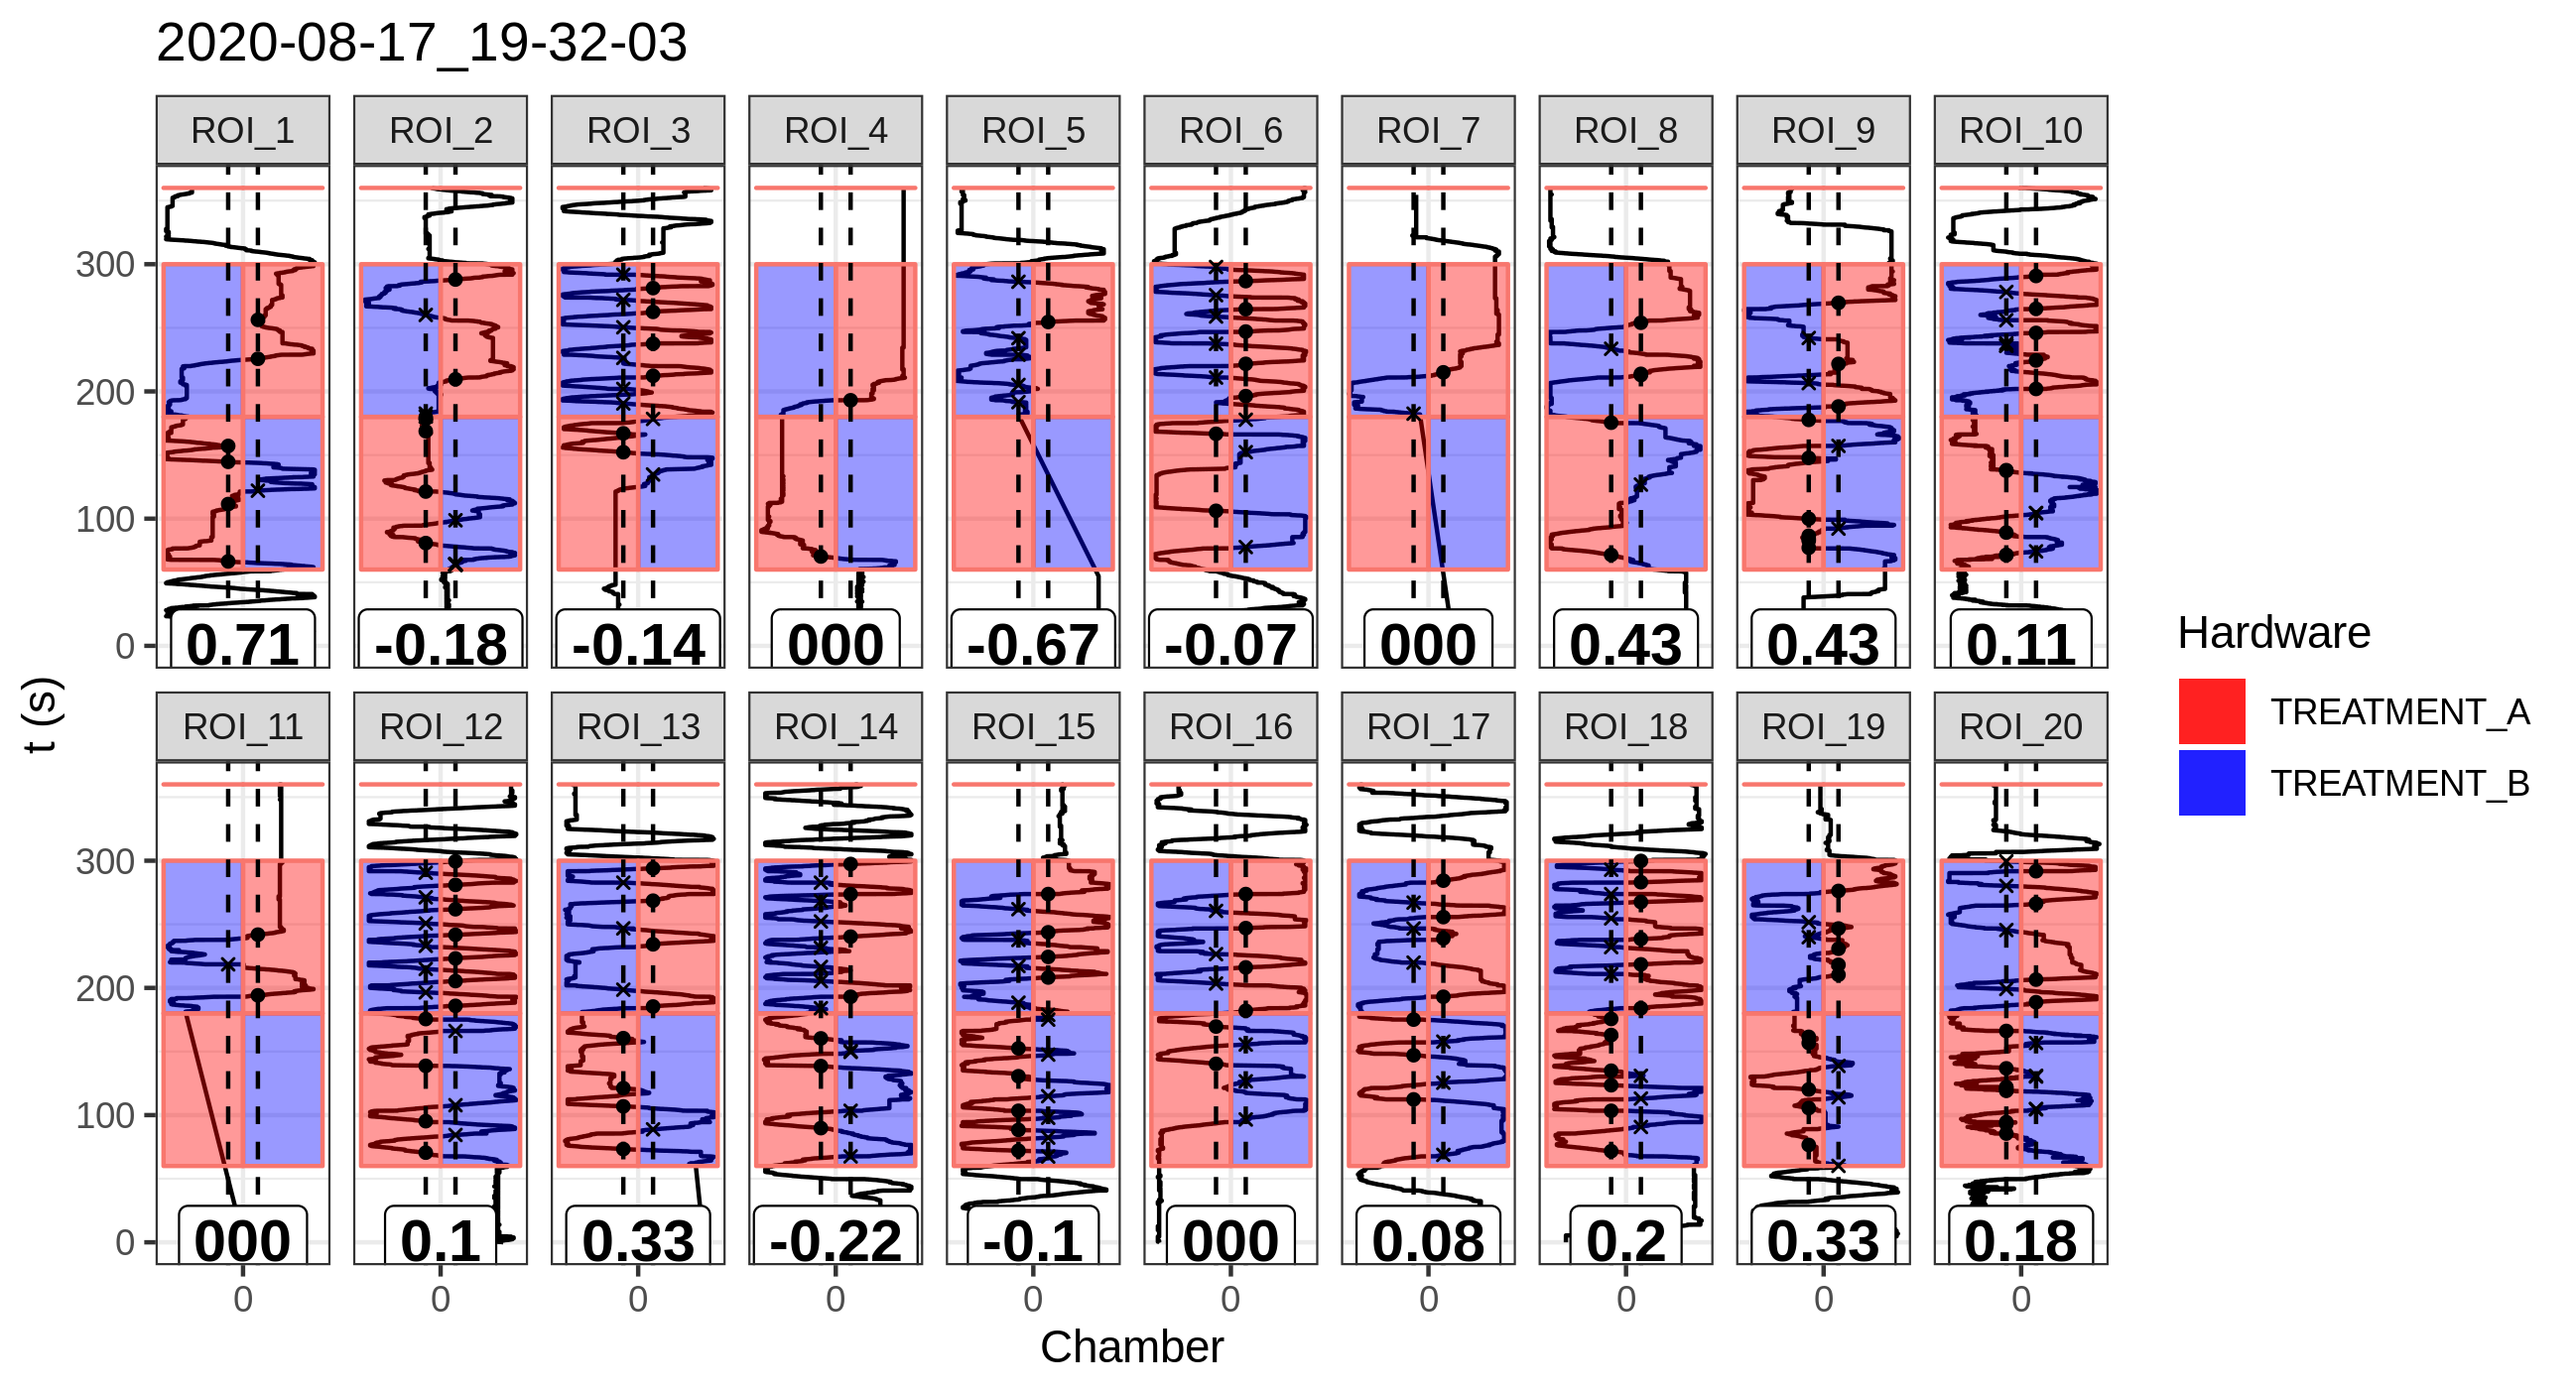 2020-08-17_19-32-03
ROI_1 ROI_2 ROI_3 ROI_4 ROI_5 ROI_6 ROI_7 ROI_8 ROI_9 ROI_10
300
200
100
0
0.71 -0.18 -0.14 000 -0.67 -0.07 000 0.43 0.43 0.11
t (s)
ROI_11 ROI_12 ROI_13 ROI_14 ROI_15 ROI_16 ROI_17 ROI_18 ROI_19 ROI_20
300
200
100
0
000 0.1 0.33 -0.22 -0.1 000 0.08 0.2 0.33 0.18
0 0 0 0 0 0 0 0 0 0
Chamber
Hardware
TREATMENT_A
TREATMENT_B